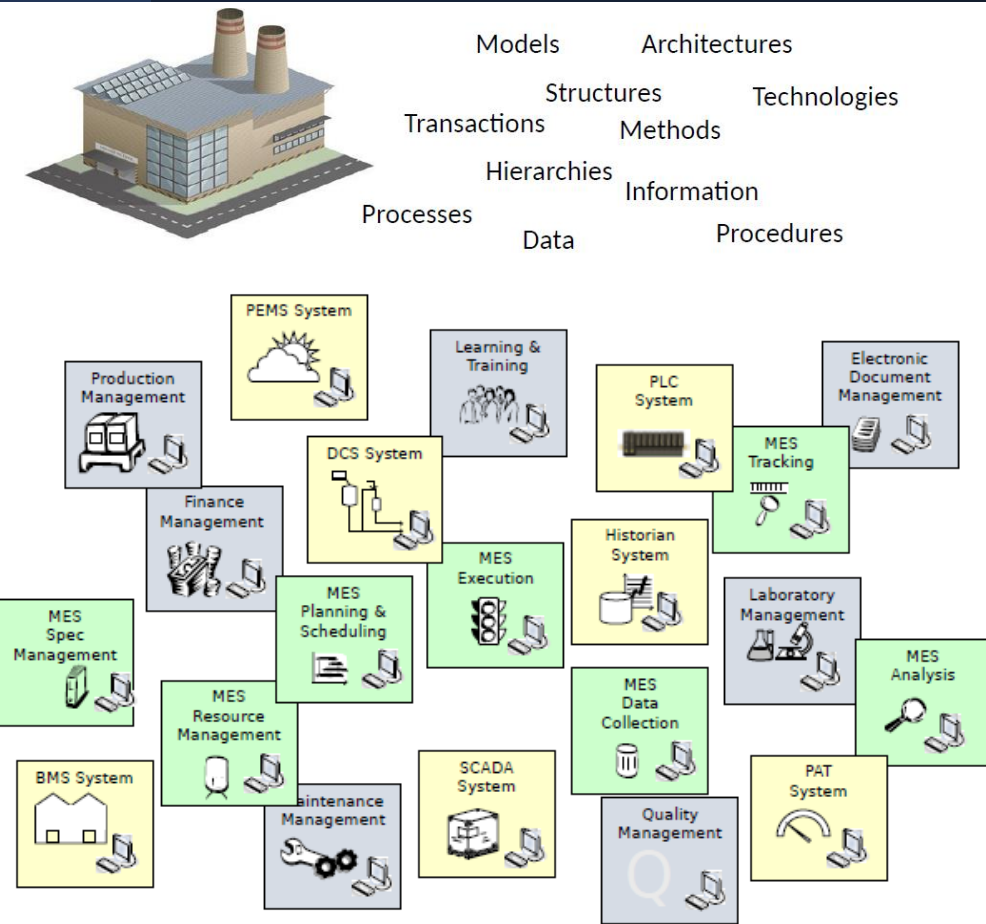 Models
Architectures
Structures
Technologies
Transactions
Methods
Hierarchies
Information
Processes
Procedures
Data
PEMS System
Learning &
Training
Electronic
Document
Management
Production
Management
PLC
System
MES
Tracking
DCS System
Finance
Management
Historian
System
MES
Execution
MES
Planning &
Scheduling
Laboratory
Management
MES
Spec
Management
MES
Analysis
MES
Resource
Management
MES
Data
Collection
BMS System
SCADA
System
PAT
System
aintenance
Management
Quality
Management
Q